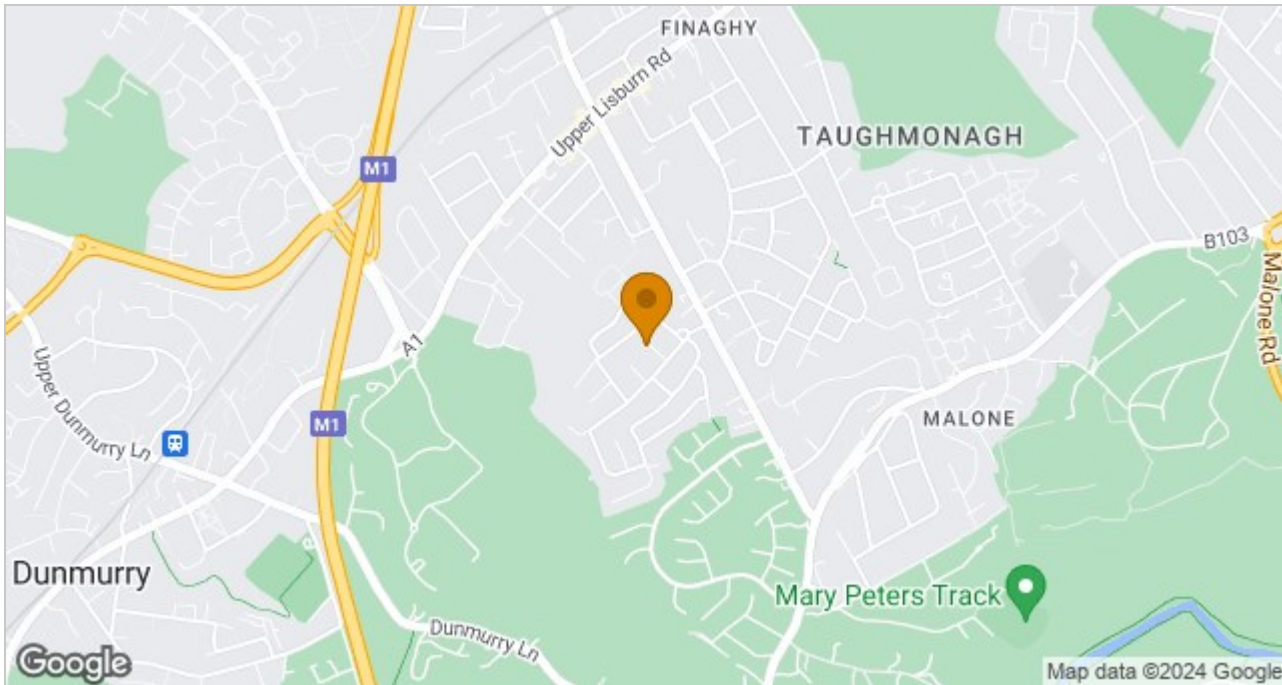 FINAGHY
Upper Lisburn Rd
TAUGHMONAGH
M1
B103
Malone Rd
A1
Upper Dunmurry Ln
M1
MALONE
Dunmurry
Mary Peters Track
Dunmurry Ln
Google
Map data ©2024 Google